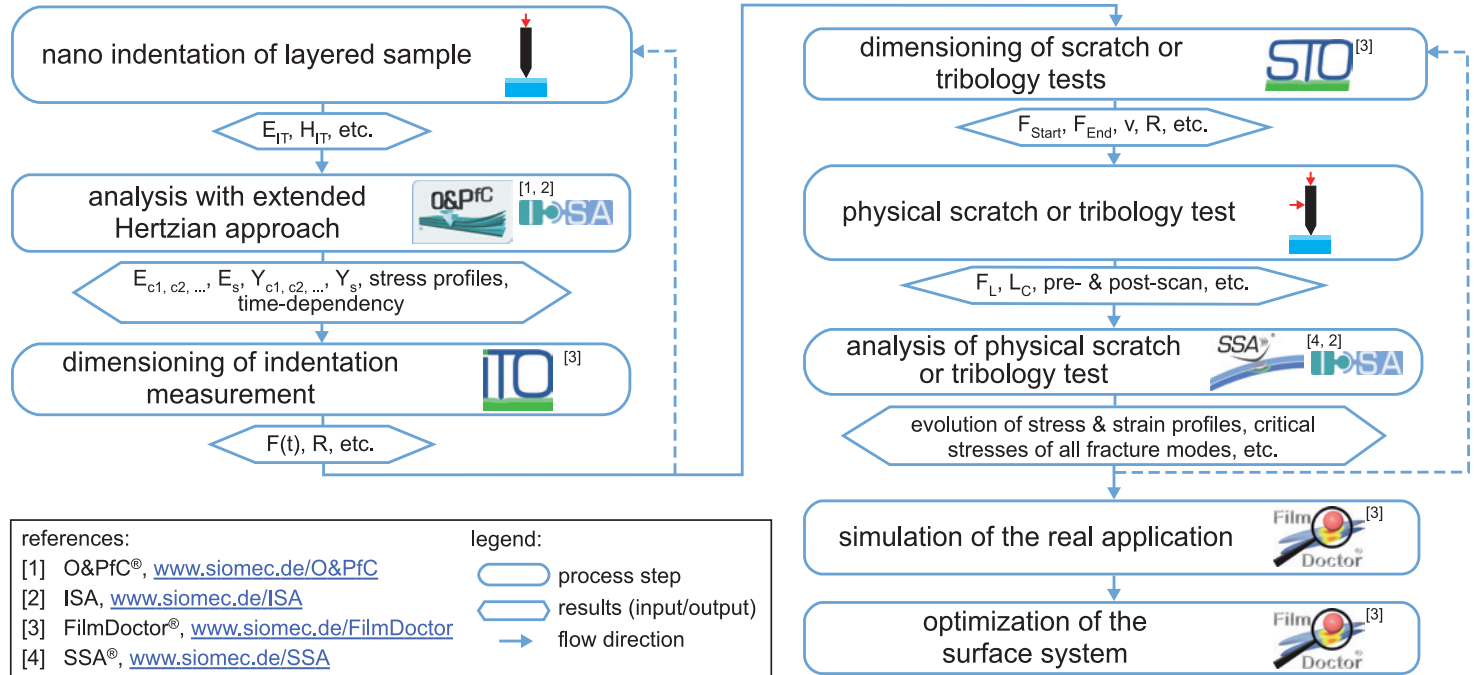 nano indentation of layered sample
E_IT, H_IT, etc.
analysis with extended
Hertzian approach
O&PfC
[1, 2]
ISA
E_c1, c2, ..., E_s, Y_c1, c2, ..., Y_s, stress profiles,
time-dependency
dimensioning of indentation
measurement
iTO
[3]
F(t), R, etc.
dimensioning of scratch or
tribology tests
STO
[3]
F_Start, F_End, v, R, etc.
physical scratch or tribology test
F_L, L_C, pre- & post-scan, etc.
analysis of physical scratch
or tribology test
SSA®
[4, 2]
ISA
evolution of stress & strain profiles, critical
stresses of all fracture modes, etc.
simulation of the real application
Film
Doctor®
[3]
optimization of the
surface system
Film
Doctor®
[3]
references:
[1] O&PfC®, www.siomec.de/O&PfC
[2] ISA, www.siomec.de/ISA
[3] FilmDoctor®, www.siomec.de/FilmDoctor
[4] SSA®, www.siomec.de/SSA
legend:
process step
results (input/output)
flow direction